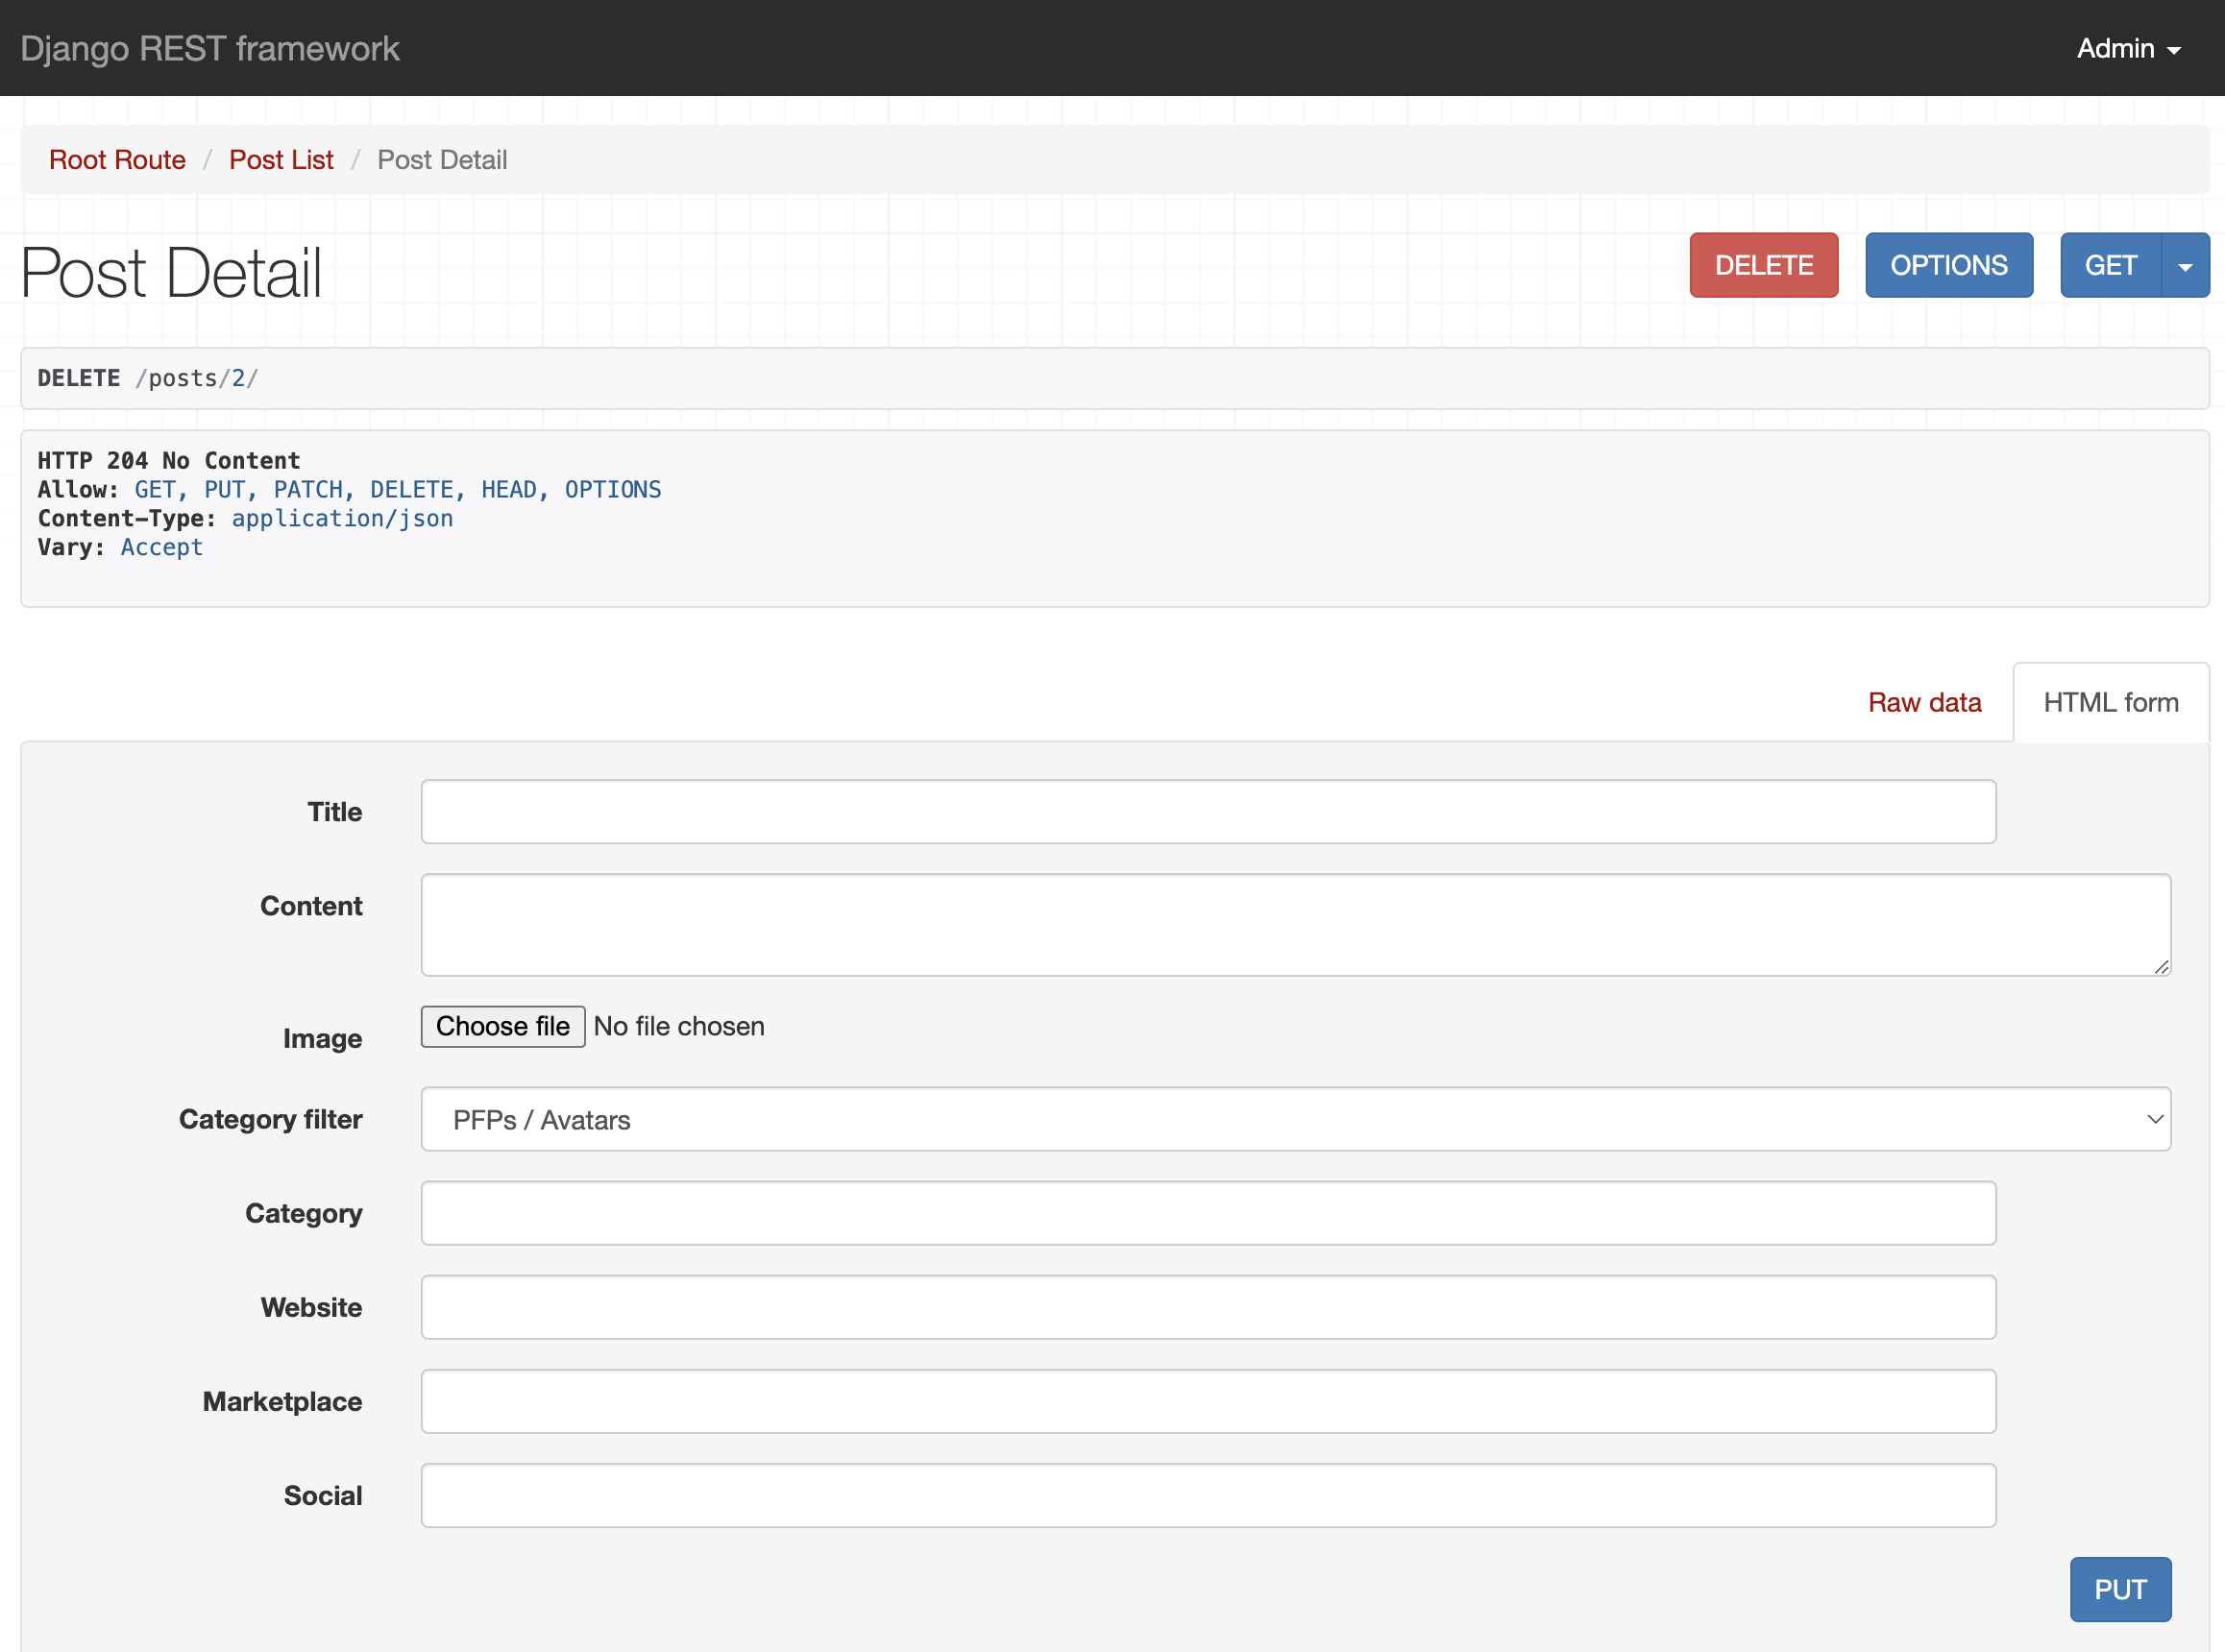 Django REST framework
Admin
Root Route / Post List / Post Detail
Post Detail
DELETE
OPTIONS
GET
DELETE /posts/2/
HTTP 204 No Content
Allow: GET, PUT, PATCH, DELETE, HEAD, OPTIONS
Content-Type: application/json
Vary: Accept
Raw data
HTML form
Title
Content
Image Choose file No file chosen
Category filter PFPs / Avatars
Category
Website
Marketplace
Social
PUT